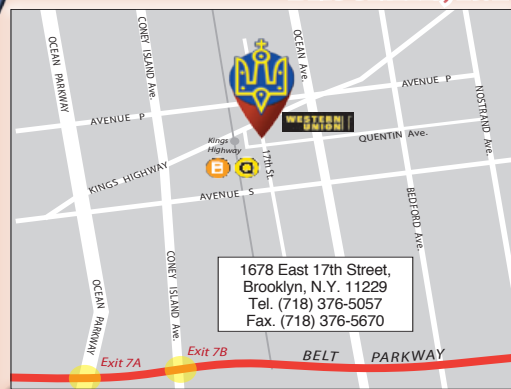 OCEAN PARKWAY
CONEY ISLAND Ave.
OCEAN Ave.
AVENUE P
NOSTRAND Ave.
AVENUE P
WESTERN
UNION
QUENTIN Ave.
Kings
Highway
17th St.
KINGS HIGHWAY
B Q
AVENUE S
BEDFORD Ave.
1678 East 17th Street,
Brooklyn, N.Y. 11229
Tel. (718) 376-5057
Fax. (718) 376-5670
OCEAN PARKWAY
CONEY ISLAND Ave.
Exit 7A
Exit 7B
BELT PARKWAY